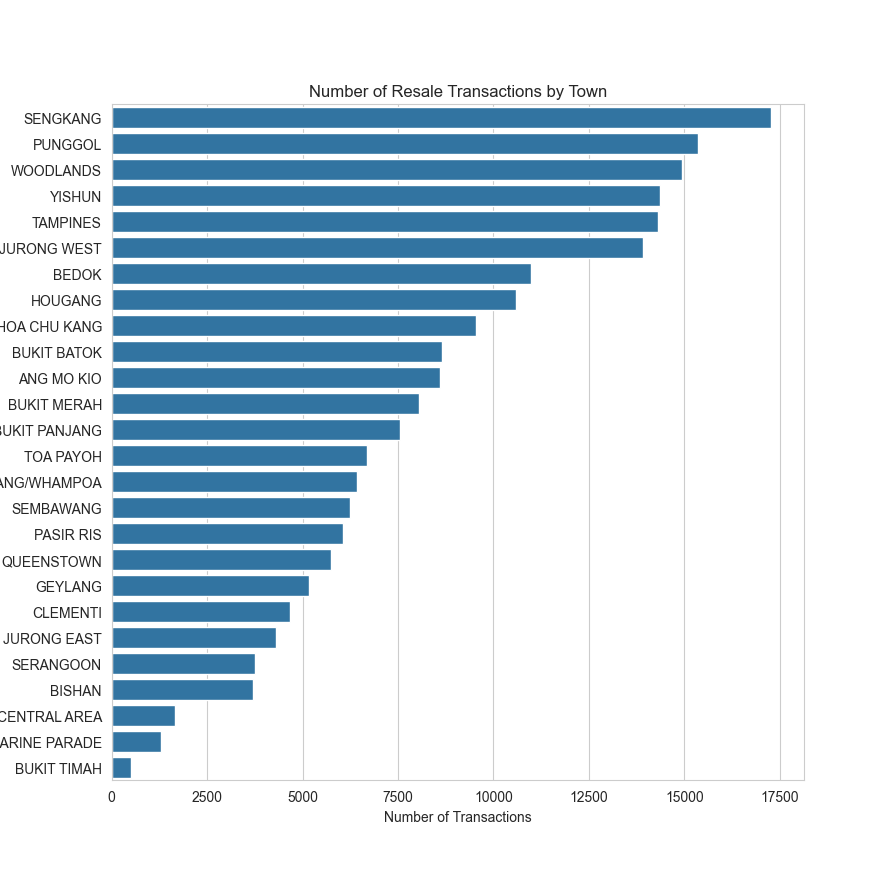 Number of Resale Transactions by Town
SENGKANG
PUNGGOL
WOODLANDS
YISHUN
TAMPINES
JURONG WEST
BEDOK
HOUGANG
HOA CHU KANG
BUKIT BATOK
ANG MO KIO
BUKIT MERAH
BUKIT PANJANG
TOA PAYOH
ANG/WHAMPOA
SEMBAWANG
PASIR RIS
QUEENSTOWN
GEYLANG
CLEMENTI
JURONG EAST
SERANGOON
BISHAN
CENTRAL AREA
ARINE PARADE
BUKIT TIMAH
0 2500 5000 7500 10000 12500 15000 17500
Number of Transactions